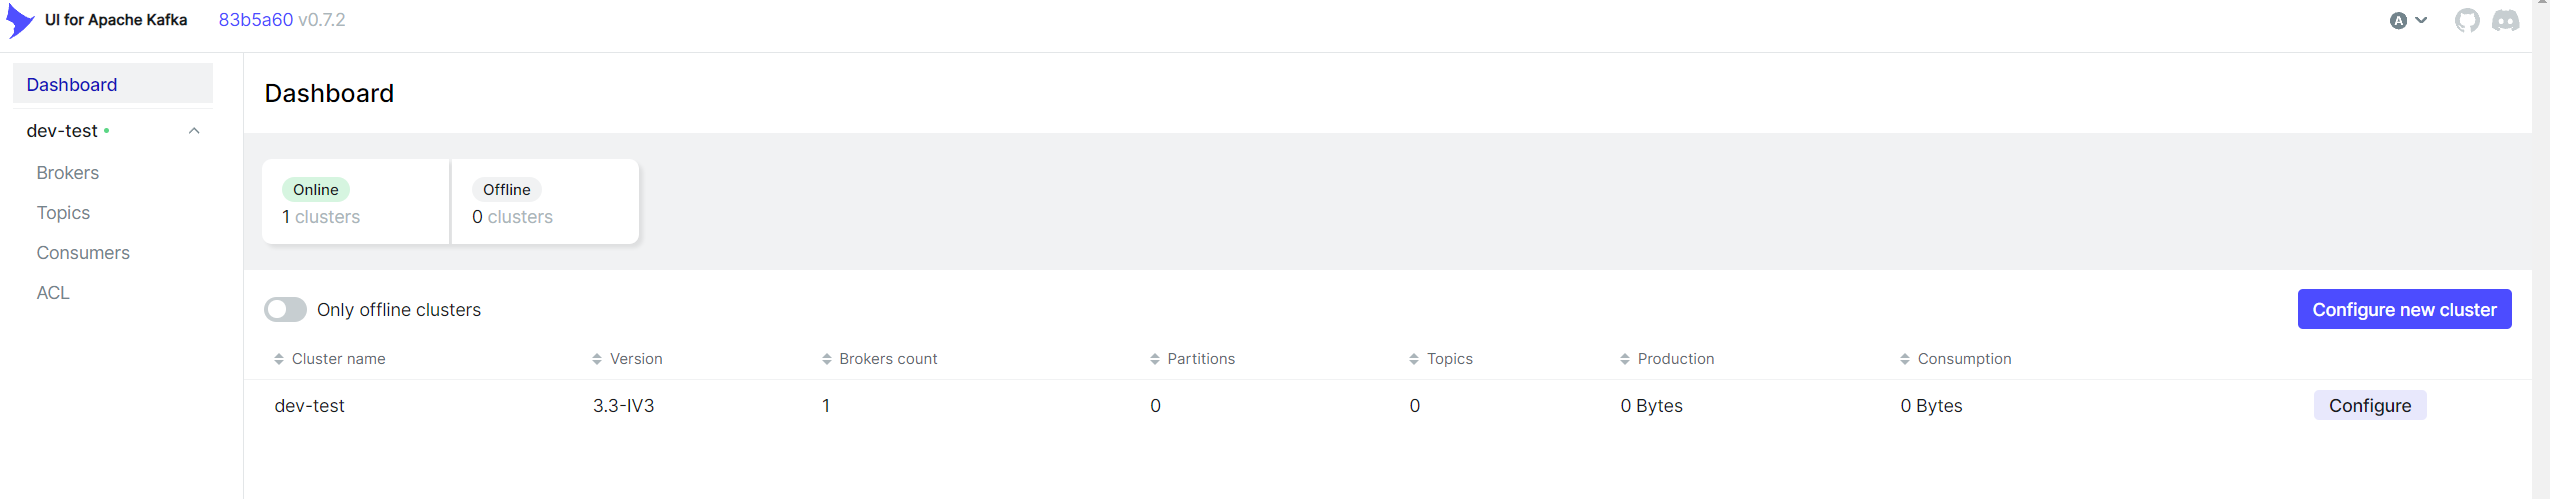 UI for Apache Kafka 83b5a60 v0.7.2
A
Dashboard
dev-test
Brokers
Topics
Consumers
ACL
Dashboard
Online
1 clusters
Offline
0 clusters
Only offline clusters
Configure new cluster
Cluster name Version Brokers count Partitions Topics Production Consumption
dev-test 3.3-IV3 1 0 0 0 Bytes 0 Bytes Configure